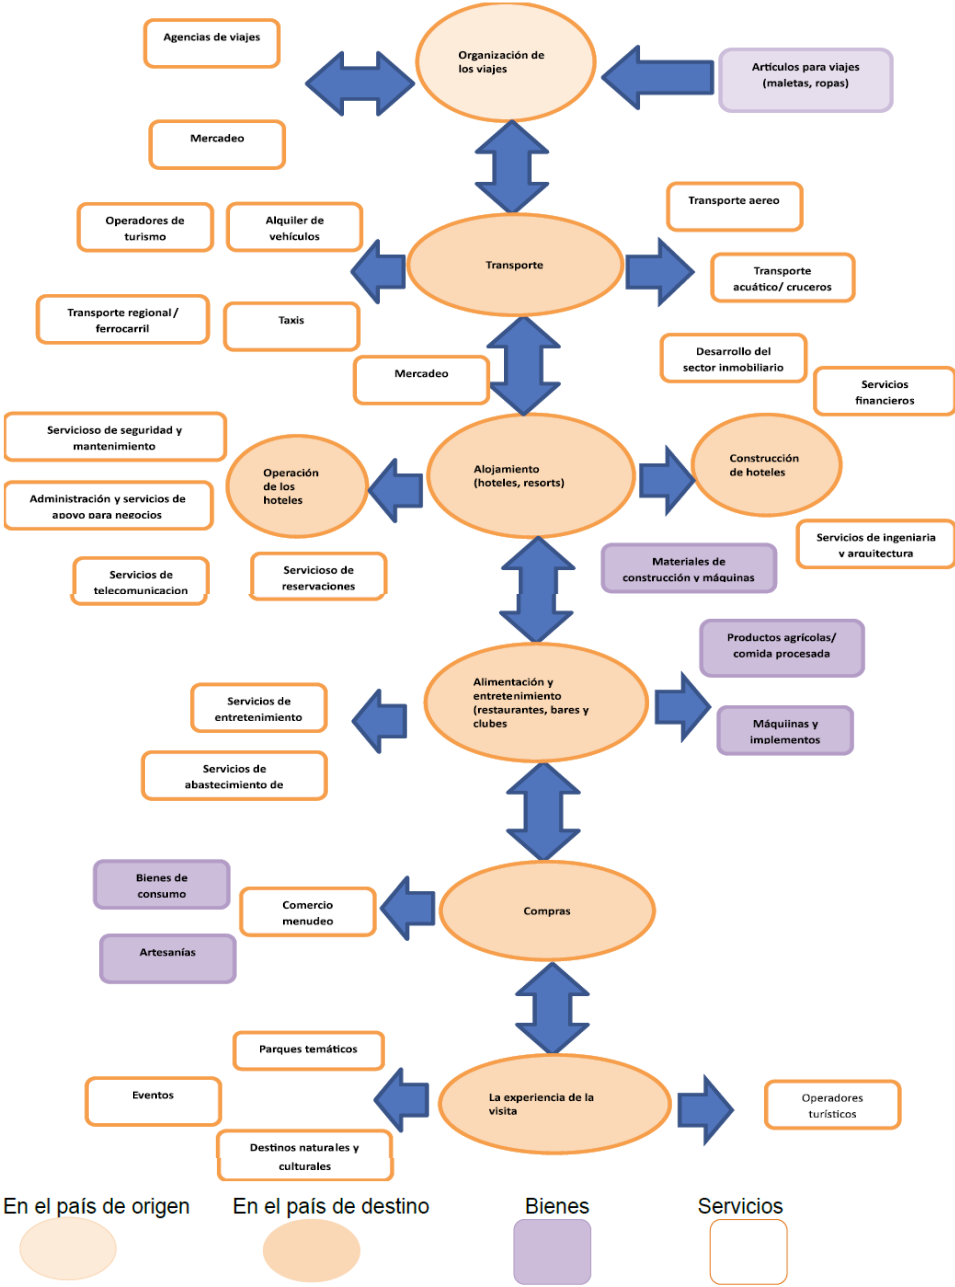 Agencias de viajes
Organización de
los viajes
Artículos para viajes
(maletas, ropas)
Mercadeo
Operadores de
turismo
Alquiler de
vehículos
Transporte
Transporte aereo
Transporte
acuático/ cruceros
Transporte regional/
ferrocarril
Taxis
Mercadeo
Desarrollo del
sector inmobiliario
Servicios
financieros
Servicioso de seguridad y
mantenimiento
Operación
de los
hoteles
Alojamiento
(hoteles, resorts)
Construcción
de hoteles
Administración y servicios de
apoyo para negocios
Servicios de ingeniaria
y arquitectura
Servicios de
telecomunicacion
Servicioso de
reservaciones
Materiales de
construcción y máquinas
Productos agrícolas/
comida procesada
Alimentación y
entretenimiento
(restaurantes, bares y
clubes
Servicios de
entretenimiento
Máquiinas y
implementos
Servicios de
abastecimiento de
Bienes de
consumo
Comercio
menudeo
Compras
Artesanías
Parques temáticos
Eventos
La experiencia de la
visita
Operadores
turísticos
Destinos naturales y
culturales
En el país de origen
En el país de destino
Bienes
Servicios